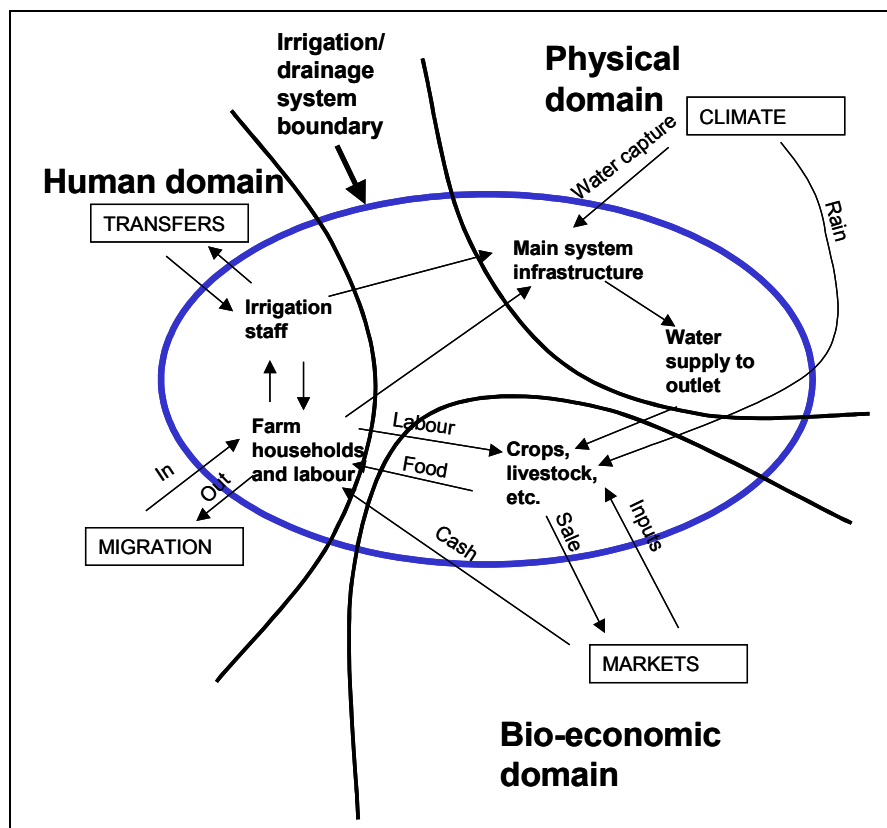 Irrigation/
drainage
system
boundary
Physical
domain
CLIMATE
Water capture
Rain
Human domain
TRANSFERS
Main system
infrastructure
Irrigation
staff
Water
supply to
outlet
Farm
households
and labour
Labour
Food
Crops,
livestock,
etc.
In
Out
MIGRATION
Cash
Sale
Inputs
MARKETS
Bio-economic
domain